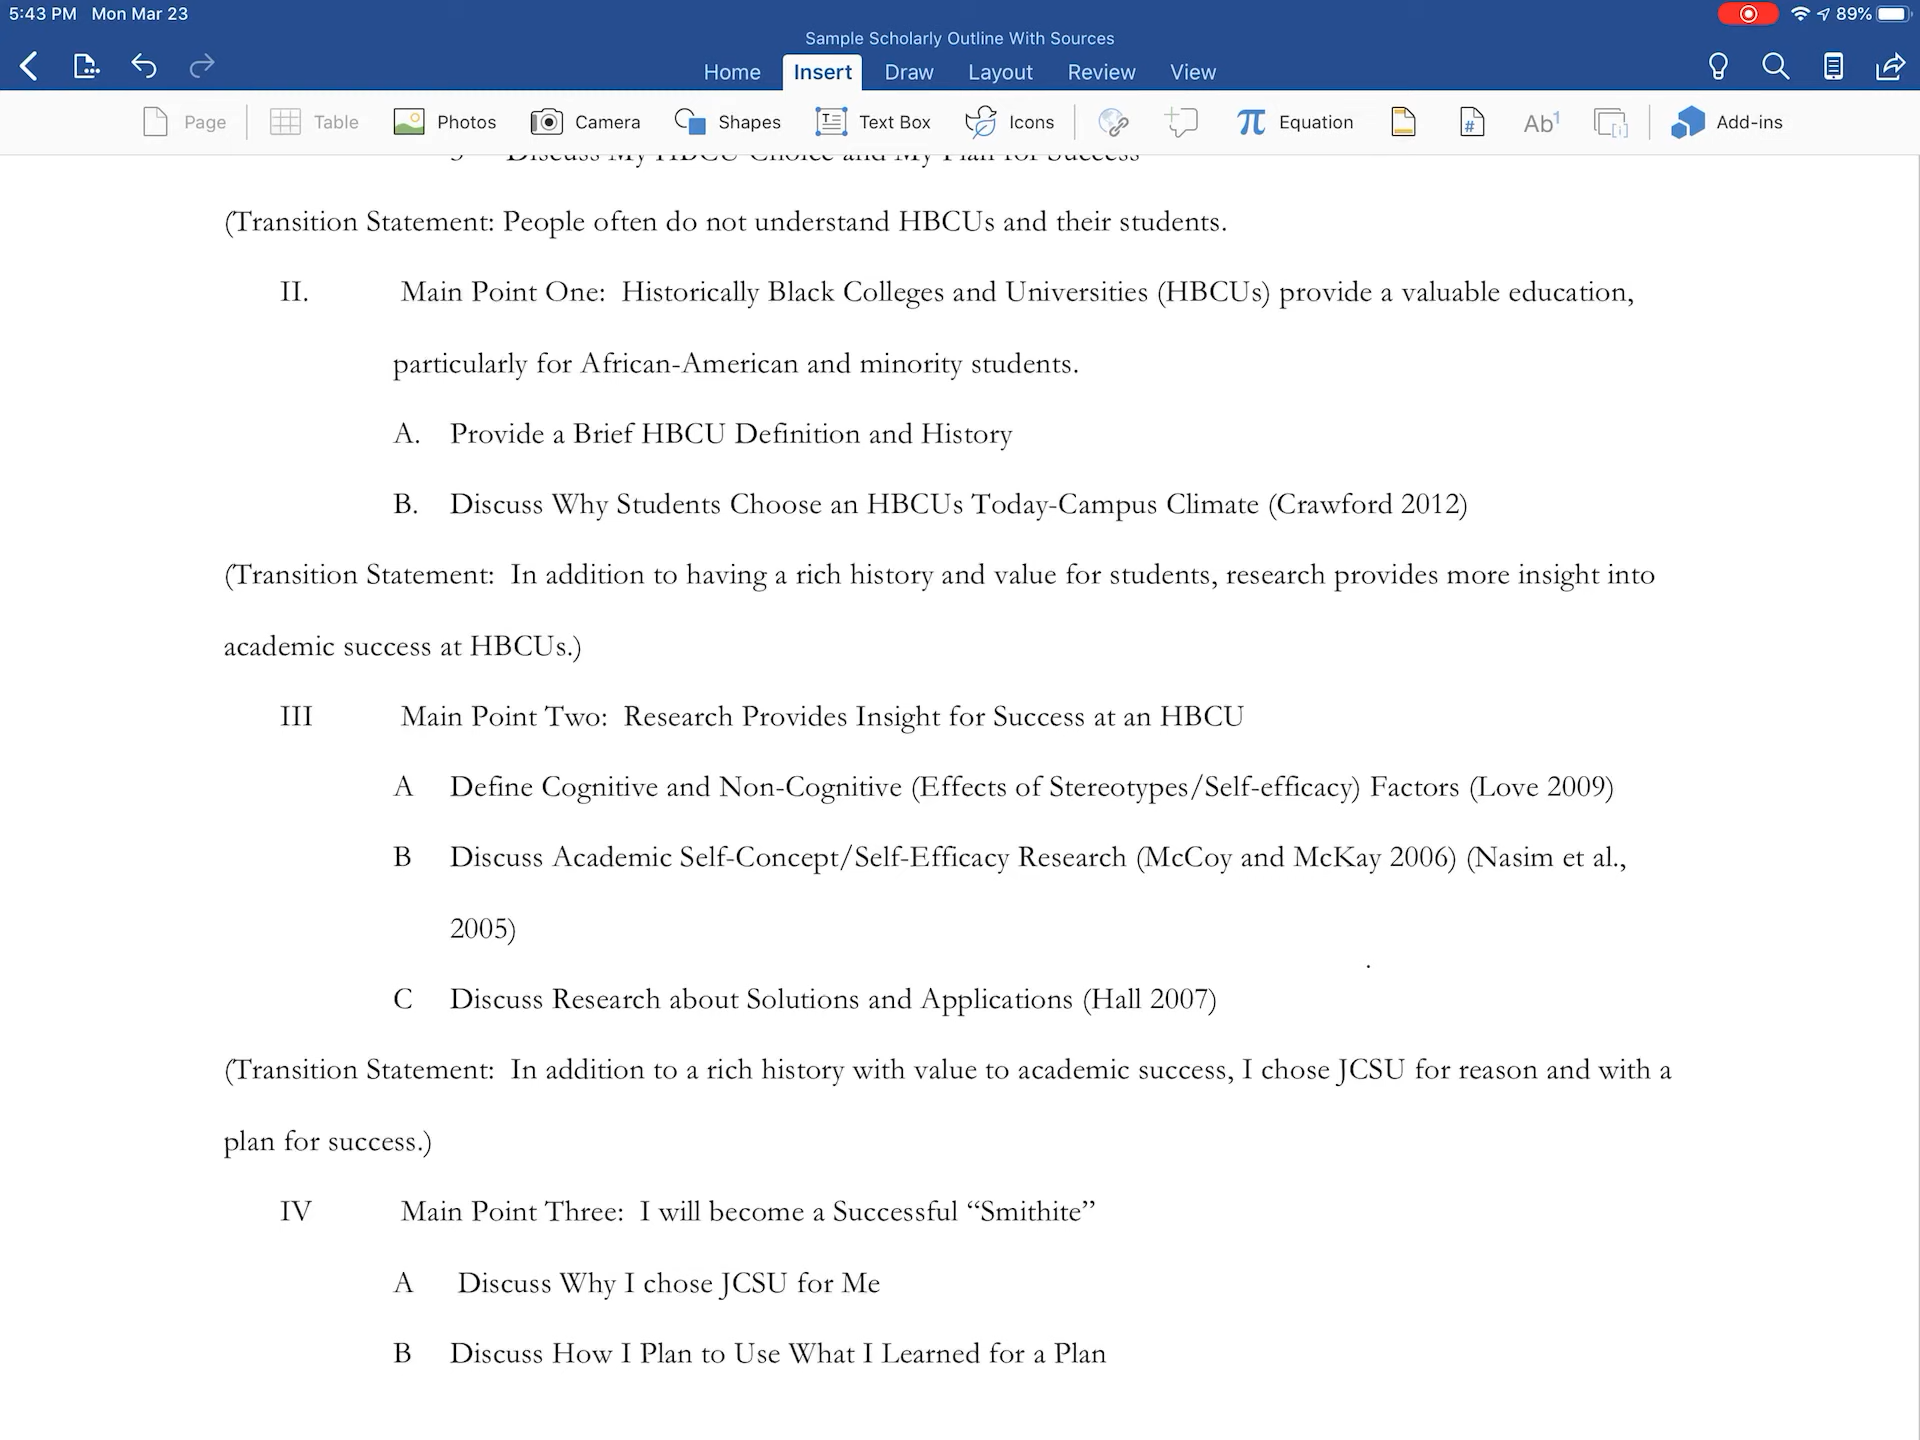 5:43 PM Mon Mar 23
89%
Sample Scholarly Outline With Sources
Home Insert Draw Layout Review View
Page Table Photos Camera Shapes Text Box Icons Equation Ab1 Add-ins
Discuss My HBCU Choice and My Plan for Success
(Transition Statement: People often do not understand HBCUs and their students.
II. Main Point One: Historically Black Colleges and Universities (HBCUs) provide a valuable education,
particularly for African-American and minority students.
A. Provide a Brief HBCU Definition and History
B. Discuss Why Students Choose an HBCUs Today-Campus Climate (Crawford 2012)
(Transition Statement: In addition to having a rich history and value for students, research provides more insight into
academic success at HBCUs.)
III Main Point Two: Research Provides Insight for Success at an HBCU
A Define Cognitive and Non-Cognitive (Effects of Stereotypes/Self-efficacy) Factors (Love 2009)
B Discuss Academic Self-Concept/Self-Efficacy Research (McCoy and McKay 2006) (Nasim et al.,
2005)
C Discuss Research about Solutions and Applications (Hall 2007)
(Transition Statement: In addition to a rich history with value to academic success, I chose JCSU for reason and with a
plan for success.)
IV Main Point Three: I will become a Successful “Smithite”
A Discuss Why I chose JCSU for Me
B Discuss How I Plan to Use What I Learned for a Plan